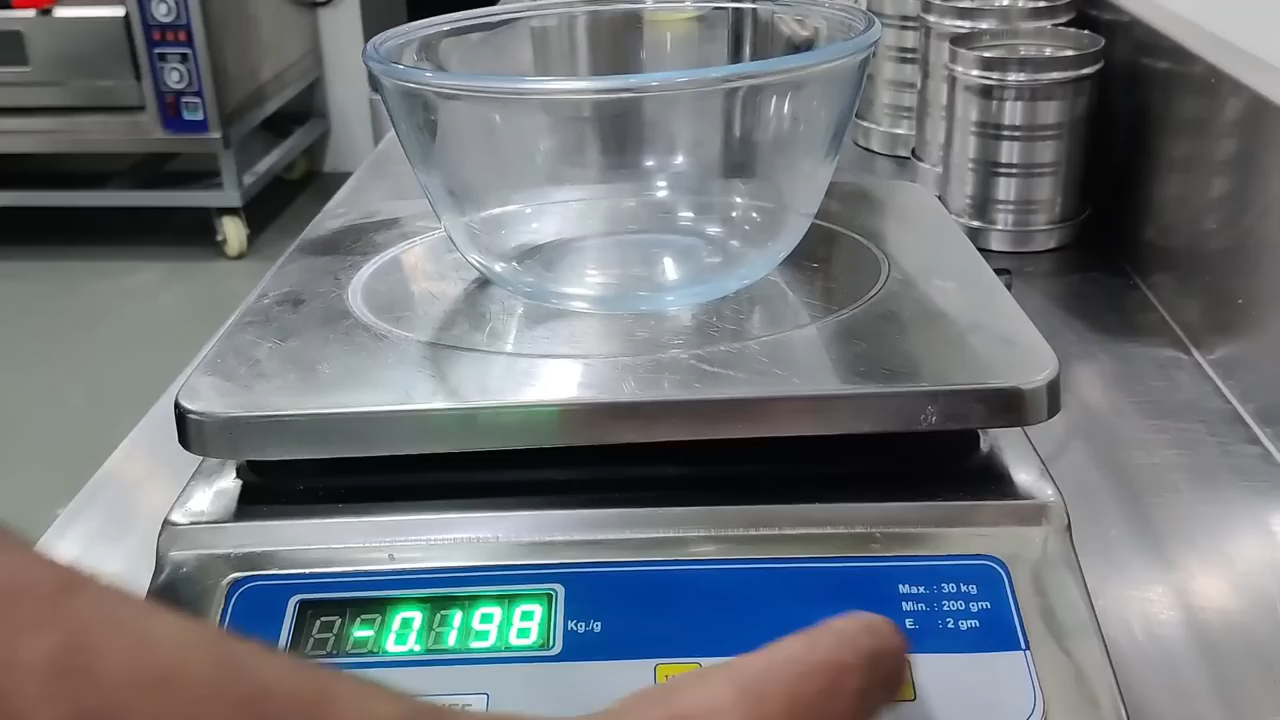 Max. : 30 kg
Min. : 200 gm
E. : 2 gm
-0.198 Kg./g